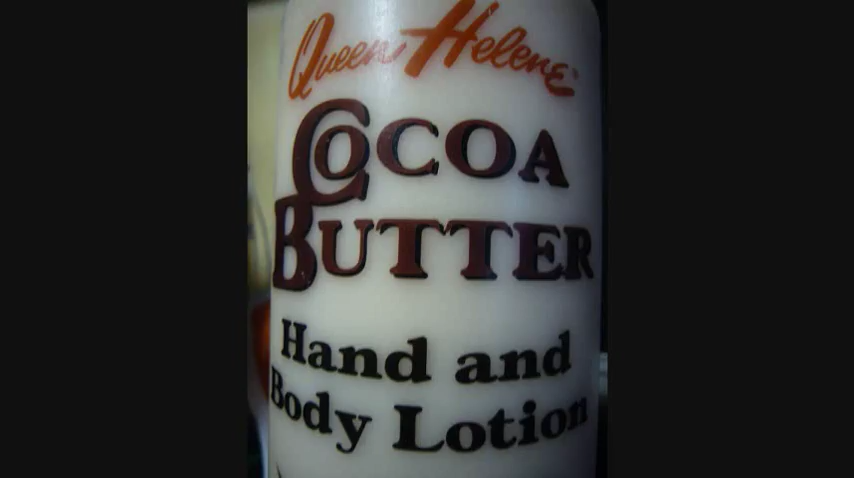 Queen Helene
COCOA
BUTTER
Hand and
Body Lotion